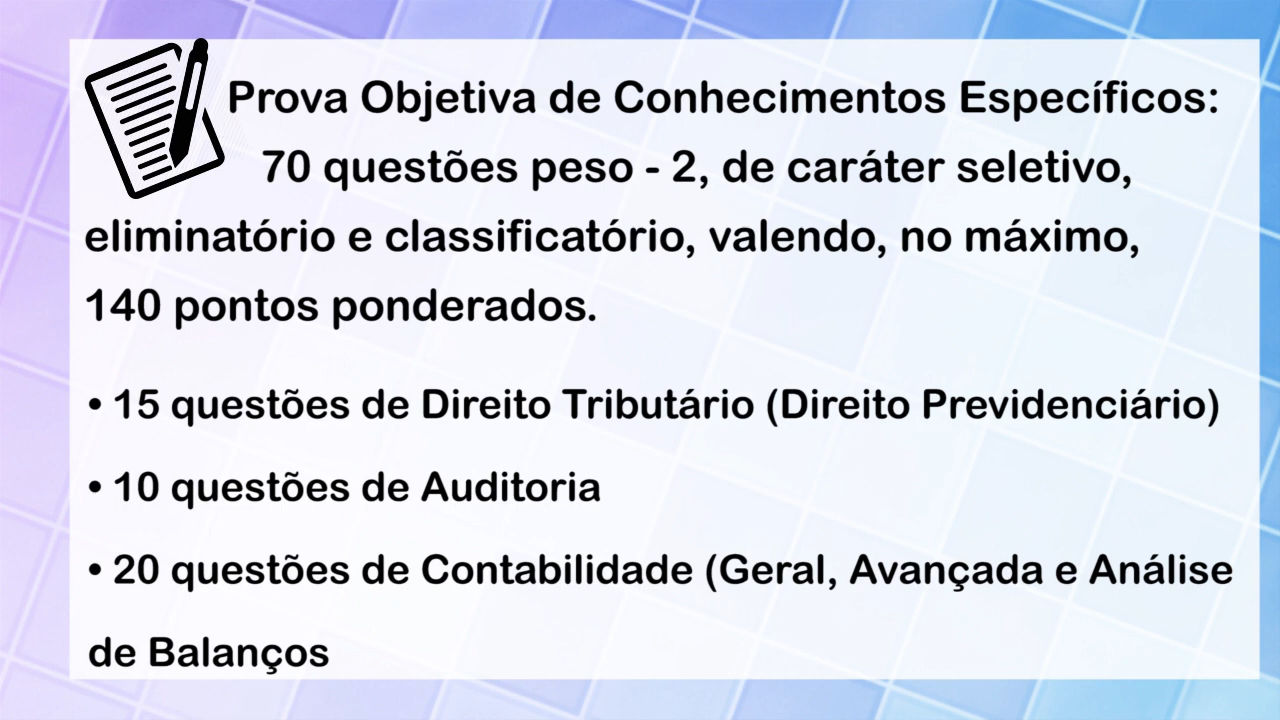 Prova Objetiva de Conhecimentos Específicos:
70 questões peso - 2, de caráter seletivo,
eliminatório e classificatório, valendo, no máximo,
140 pontos ponderados.
• 15 questões de Direito Tributário (Direito Previdenciário)
• 10 questões de Auditoria
• 20 questões de Contabilidade (Geral, Avançada e Análise
de Balanços